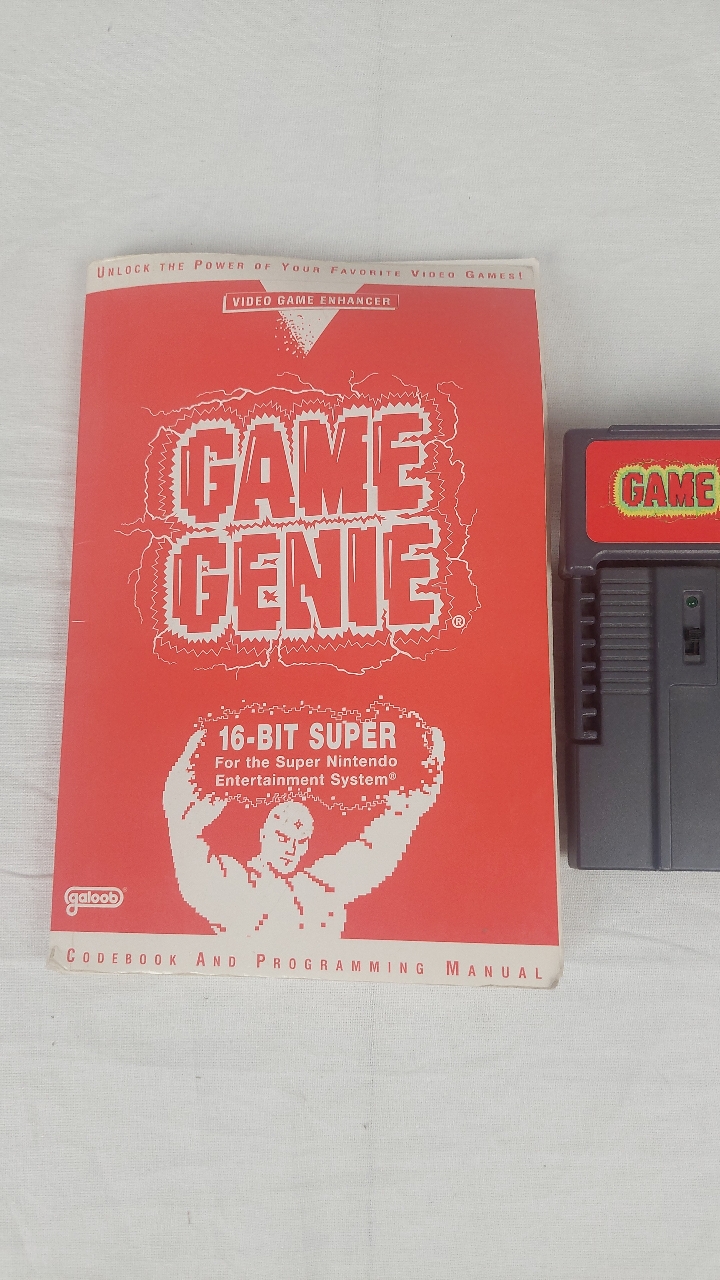 UNLOCK THE POWER OF YOUR FAVORITE VIDEO GAMES!
VIDEO GAME ENHANCER
GAME
GENIE®
16-BIT SUPER
For the Super Nintendo
Entertainment System®
galoob®
CODEBOOK AND PROGRAMMING MANUAL
GAME